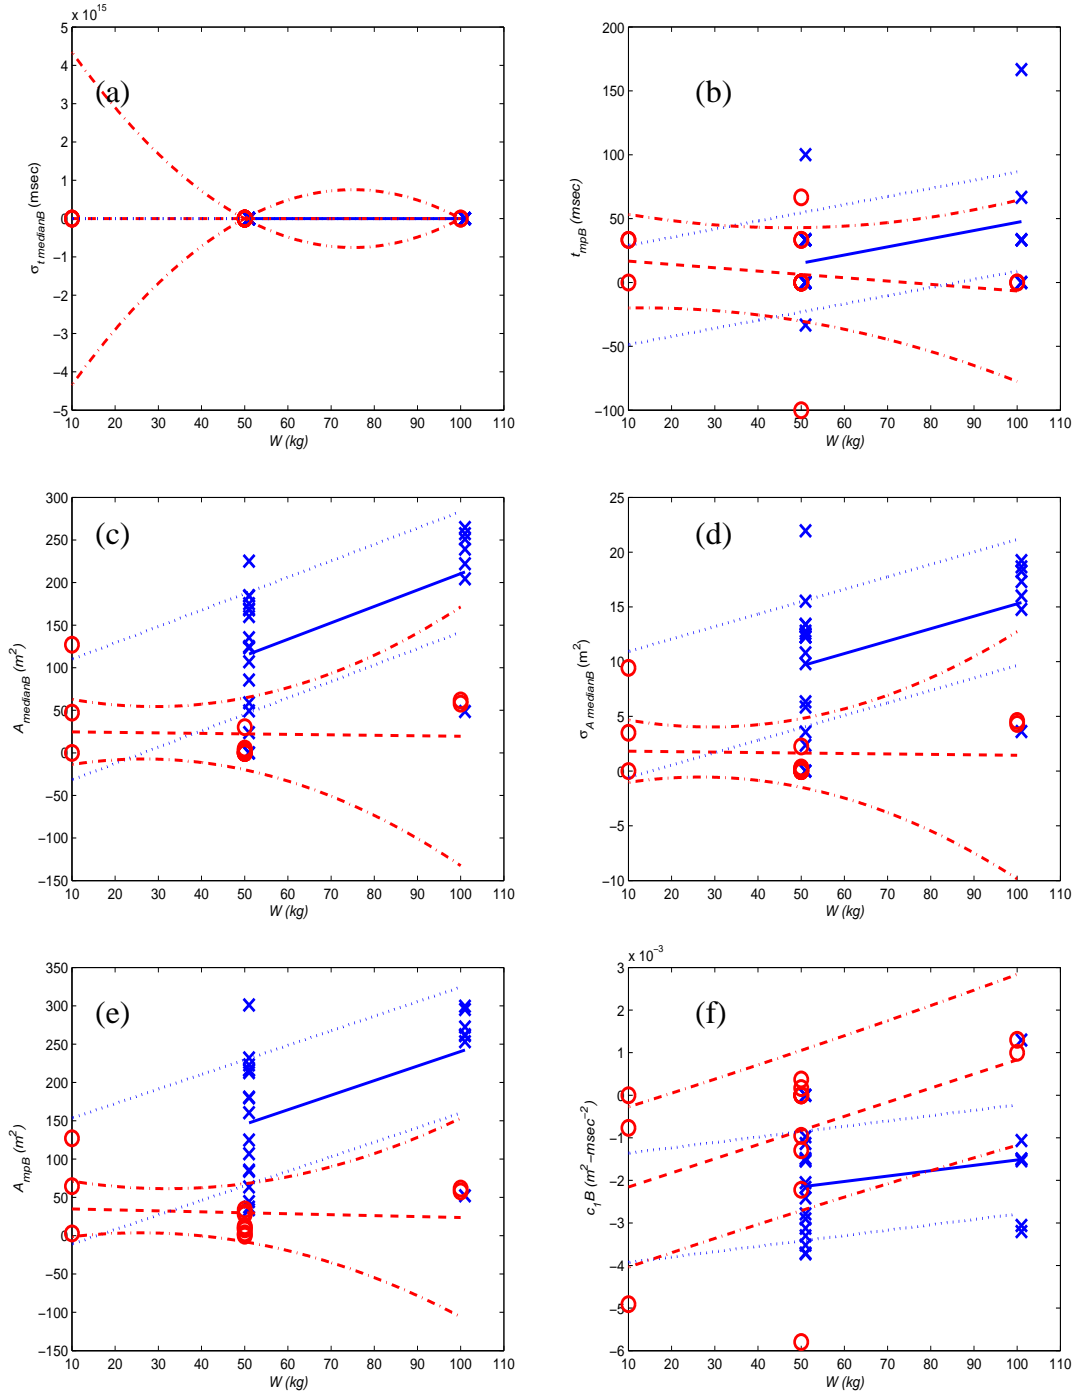 x 10^15
5
4
3
2
1
0
−1
−2
−3
−4
−5
σ_t medianB (msec)
(a)
10 20 30 40 50 60 70 80 90 100 110
W (kg)
200
150
100
50
0
−50
−100
t_mpB (msec)
(b)
10 20 30 40 50 60 70 80 90 100 110
W (kg)
300
250
200
150
100
50
0
−50
−100
−150
A_medianB (m^2)
(c)
10 20 30 40 50 60 70 80 90 100 110
W (kg)
25
20
15
10
5
0
−5
−10
σ_A medianB (m^2)
(d)
10 20 30 40 50 60 70 80 90 100 110
W (kg)
350
300
250
200
150
100
50
0
−50
−100
−150
A_mpB (m^2)
(e)
10 20 30 40 50 60 70 80 90 100 110
W (kg)
x 10^−3
3
2
1
0
−1
−2
−3
−4
−5
−6
c_1B (m^2−msec^−2)
(f)
10 20 30 40 50 60 70 80 90 100 110
W (kg)